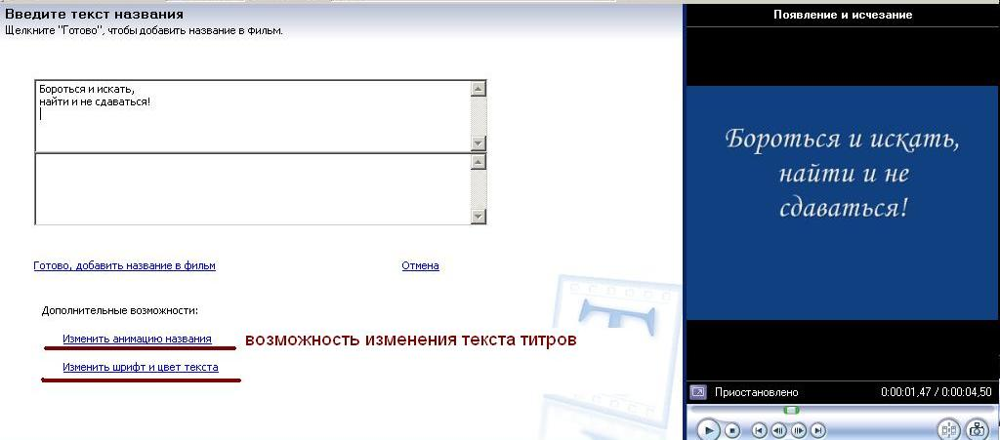 Введите текст названия
Щелкните "Готово", чтобы добавить название в фильм.
Бороться и искать,
найти и не сдаваться!
Готово, добавить название в фильм
Отмена
Дополнительные возможности:
Изменить анимацию названия
возможность изменения текста титров
Изменить шрифт и цвет текста
Появление и исчезание
Бороться и искать,
найти и не
сдаваться!
Приостановлено
0:00:01,47 / 0:00:04,50